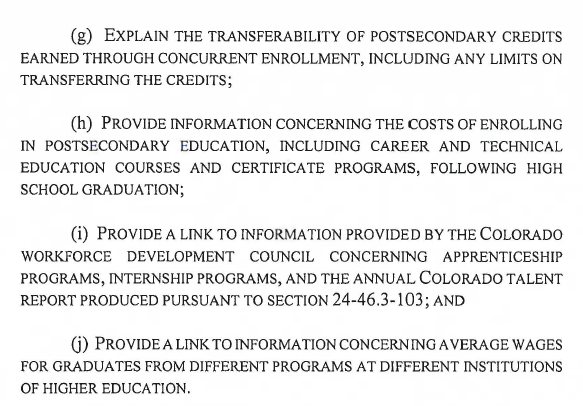 (g) EXPLAIN THE TRANSFERABILITY OF POSTSECONDARY CREDITS
EARNED THROUGH CONCURRENT ENROLLMENT, INCLUDING ANY LIMITS ON
TRANSFERRING THE CREDITS;
(h) PROVIDE INFORMATION CONCERNING THE COSTS OF ENROLLING
IN POSTSECONDARY EDUCATION, INCLUDING CAREER AND TECHNICAL
EDUCATION COURSES AND CERTIFICATE PROGRAMS, FOLLOWING HIGH
SCHOOL GRADUATION;
(i) PROVIDE A LINK TO INFORMATION PROVIDED BY THE COLORADO
WORKFORCE DEVELOPMENT COUNCIL CONCERNING APPRENTICESHIP
PROGRAMS, INTERNSHIP PROGRAMS, AND THE ANNUAL COLORADO TALENT
REPORT PRODUCED PURSUANT TO SECTION 24-46.3-103; AND
(j) PROVIDE A LINK TO INFORMATION CONCERNING AVERAGE WAGES
FOR GRADUATES FROM DIFFERENT PROGRAMS AT DIFFERENT INSTITUTIONS
OF HIGHER EDUCATION.